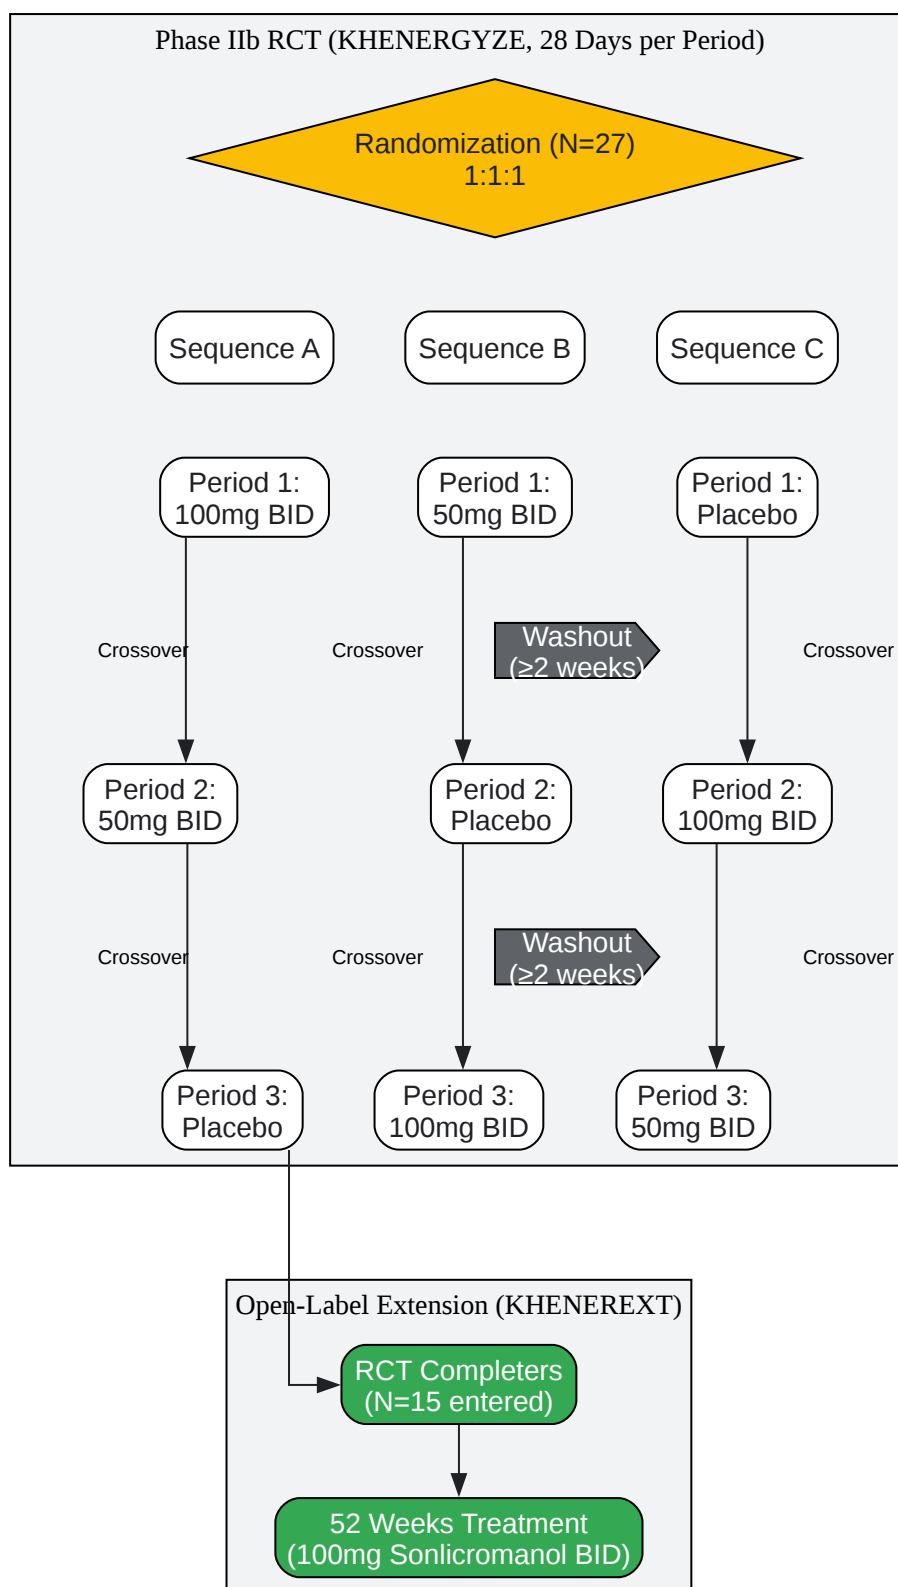 Phase IIb RCT (KHENERGYZE, 28 Days per Period)
Randomization (N=27)
1:1:1
Sequence A
Sequence B
Sequence C
Period 1:
100mg BID
Period 1:
50mg BID
Period 1:
Placebo
Crossover
Crossover
Washout
(≥2 weeks)
Crossover
Period 2:
50mg BID
Period 2:
Placebo
Period 2:
100mg BID
Crossover
Crossover
Washout
(≥2 weeks)
Crossover
Period 3:
Placebo
Period 3:
100mg BID
Period 3:
50mg BID
Open-Label Extension (KHENEREXT)
RCT Completers
(N=15 entered)
52 Weeks Treatment
(100mg Sonlicromanol BID)